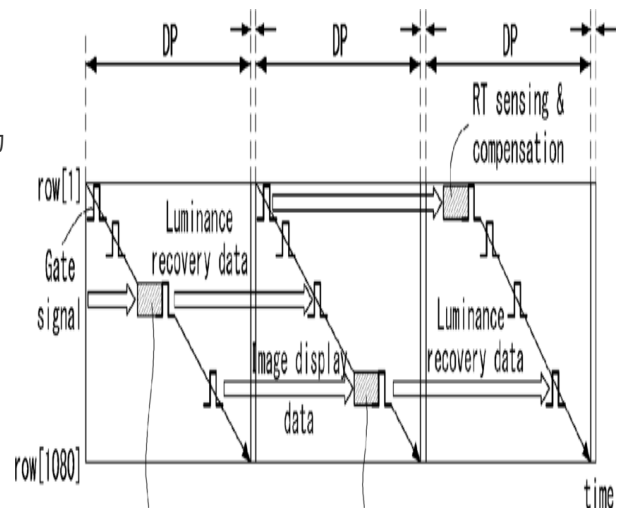 DP
DP
DP
RT sensing &
compensation
row[1]
Luminance
recovery data
Gate
signal
Luminance
recovery data
Image display
data
row[1080]
time